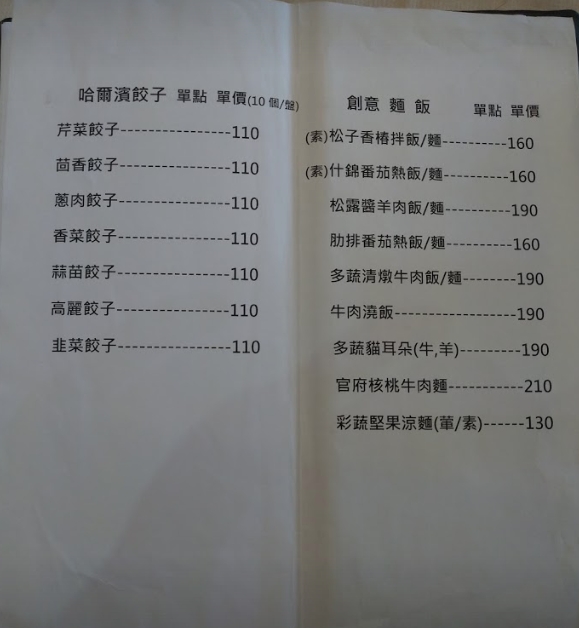 哈爾濱餃子 單點 單價(10 個/盤)
芹菜餃子-----------------110
茴香餃子-----------------110
蔥肉餃子-----------------110
香菜餃子-----------------110
蒜苗餃子-----------------110
高麗餃子-----------------110
韭菜餃子-----------------110
創意 麵 飯 單點 單價
(素)松子香椿拌飯/麵----------160
(素)什錦番茄熱飯/麵----------160
松露醬羊肉飯/麵----------190
肋排番茄熱飯/麵----------160
多蔬清燉牛肉飯/麵--------190
牛肉澆飯-------------------190
多蔬貓耳朵(牛,羊)---------190
官府核桃牛肉麵-----------210
彩蔬堅果涼麵(葷/素)------130